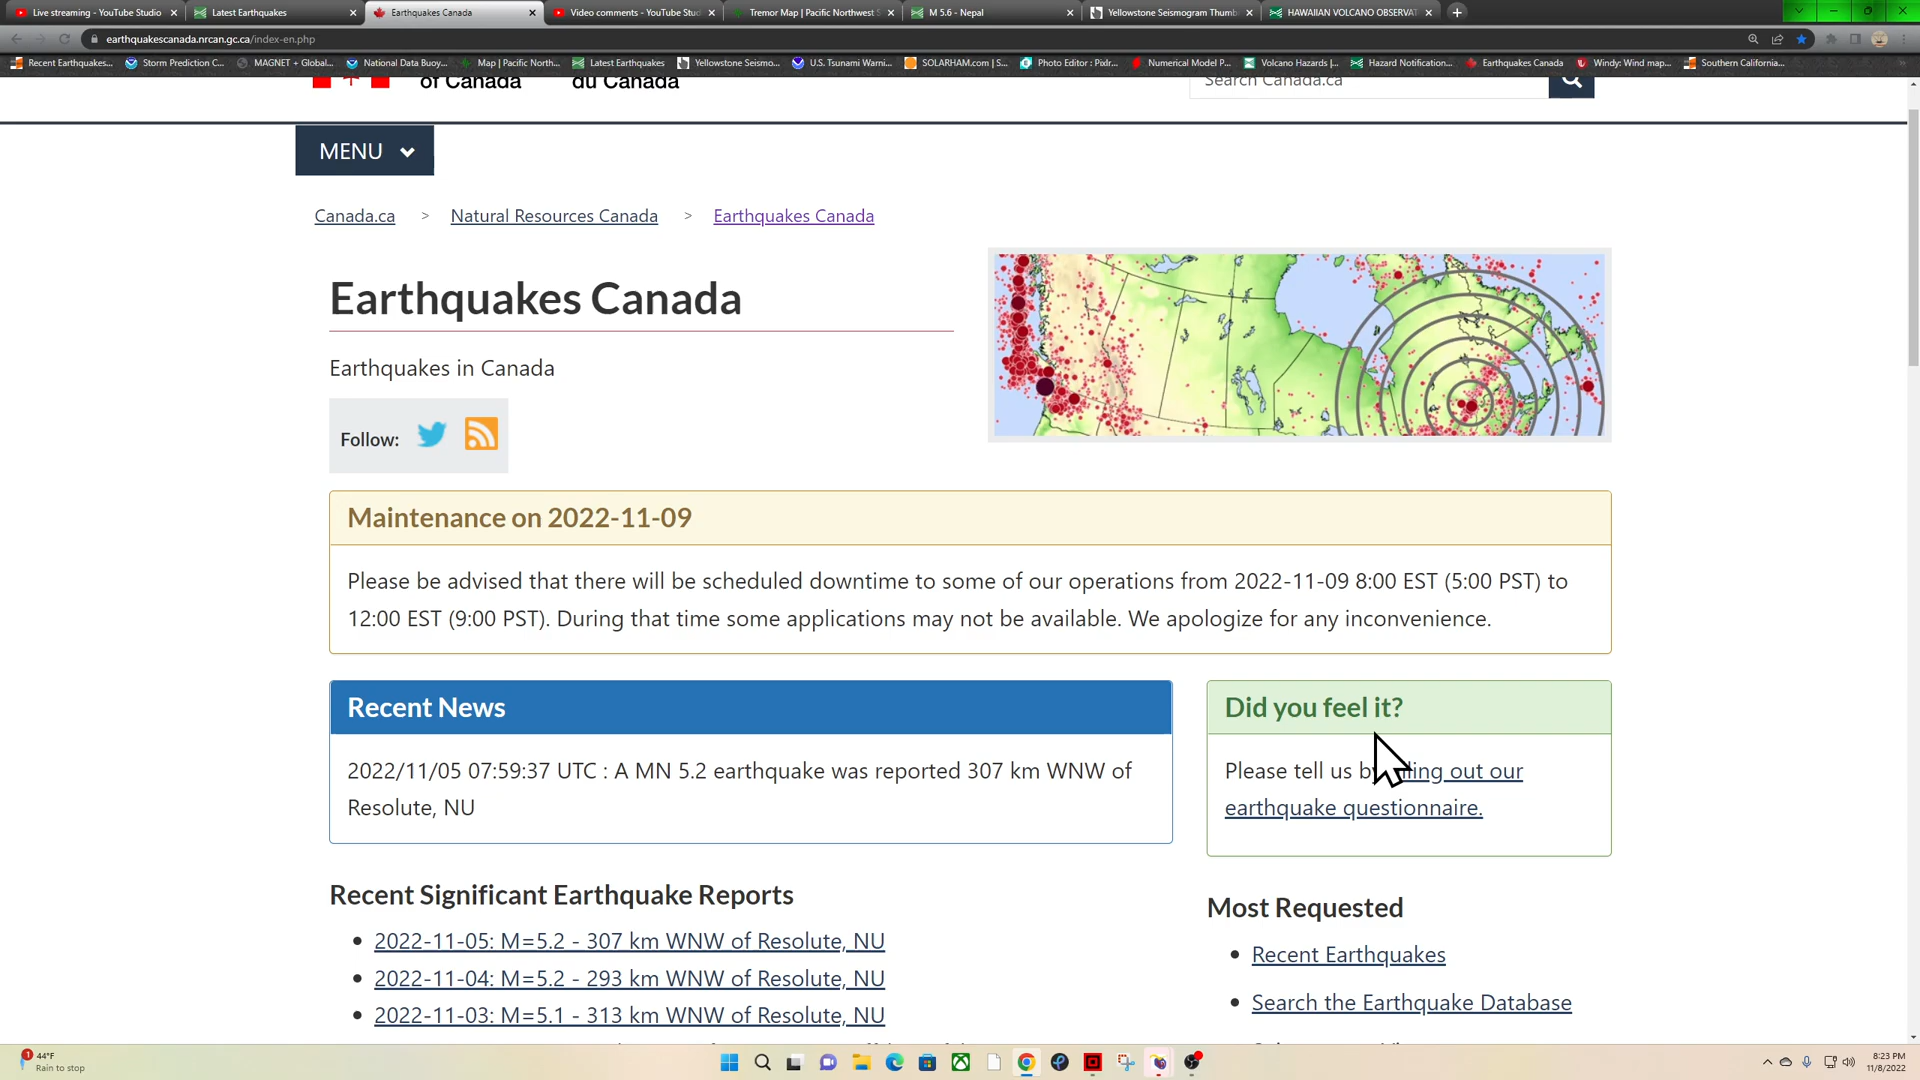 Live streaming - YouTube Studio
Latest Earthquakes
Earthquakes Canada
Video comments - YouTube Stud
Tremor Map | Pacific Northwest S
M 5.6 - Nepal
Yellowstone Seismogram Thumb
HAWAIIAN VOLCANO OBSERVAT
earthquakescanada.nrcan.gc.ca/index-en.php
Recent Earthquakes...
Storm Prediction C...
MAGNET + Global...
National Data Buoy...
Map | Pacific North...
Latest Earthquakes
Yellowstone Seismo...
U.S. Tsunami Warni...
SOLARHAM.com | S...
Photo Editor : Pixlr...
Numerical Model P...
Volcano Hazards |...
Hazard Notification...
Earthquakes Canada
Windy: Wind map...
Southern California...
of Canada
du Canada
Search Canada.ca
MENU
Canada.ca > Natural Resources Canada > Earthquakes Canada
Earthquakes Canada
Earthquakes in Canada
Follow:
Maintenance on 2022-11-09
Please be advised that there will be scheduled downtime to some of our operations from 2022-11-09 8:00 EST (5:00 PST) to
12:00 EST (9:00 PST). During that time some applications may not be available. We apologize for any inconvenience.
Recent News
2022/11/05 07:59:37 UTC : A MN 5.2 earthquake was reported 307 km WNW of
Resolute, NU
Did you feel it?
Please tell us by filling out our
earthquake questionnaire.
Recent Significant Earthquake Reports
2022-11-05: M=5.2 - 307 km WNW of Resolute, NU
2022-11-04: M=5.2 - 293 km WNW of Resolute, NU
2022-11-03: M=5.1 - 313 km WNW of Resolute, NU
Most Requested
Recent Earthquakes
Search the Earthquake Database
1
44°F
Rain to stop
8:23 PM
11/8/2022